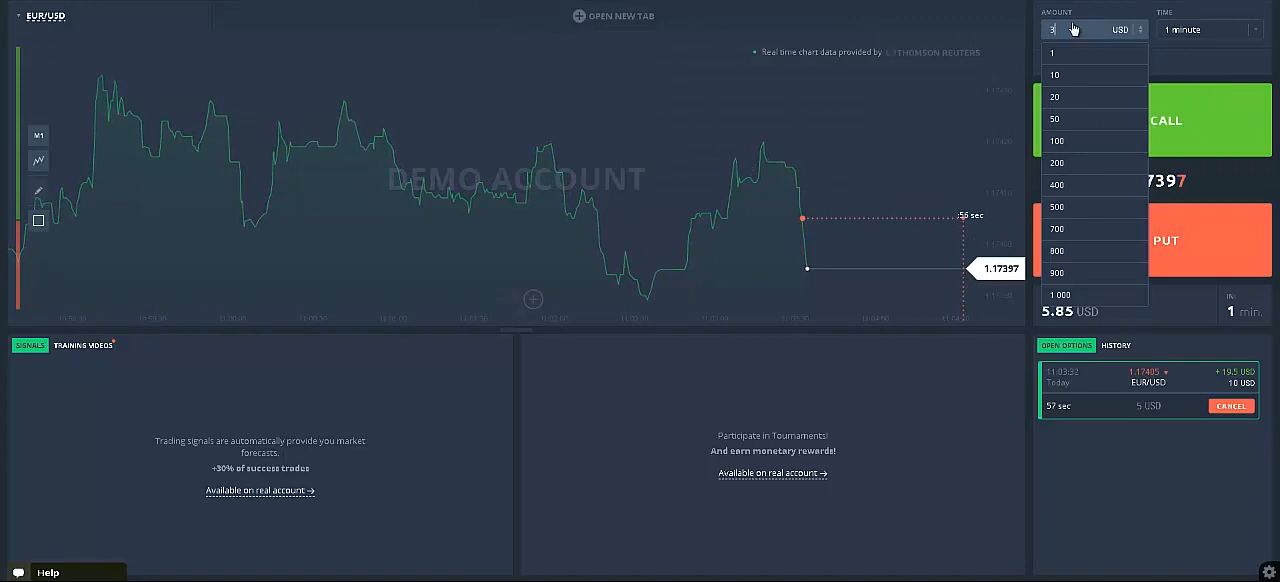 EUR/USD
OPEN NEW TAB
AMOUNT
TIME
3
USD
1 minute
Real time chart data provided by THOMSON REUTERS
1
10
20
50
100
200
400
500
700
800
900
1 000
M1
CALL
DEMO ACCOUNT
7397
:56 sec
PUT
1.17397
5.85 USD
1 min.
SIGNALS
TRAINING VIDEOS
OPEN OPTIONS
HISTORY
11:03:32
1.17405
+ 19.5 USD
Today
EUR/USD
10 USD
57 sec
5 USD
CANCEL
Trading signals are automatically provide you market
forecasts.
+30% of success trades
Available on real account →
Participate in Tournaments!
And earn monetary rewards!
Available on real account →
Help